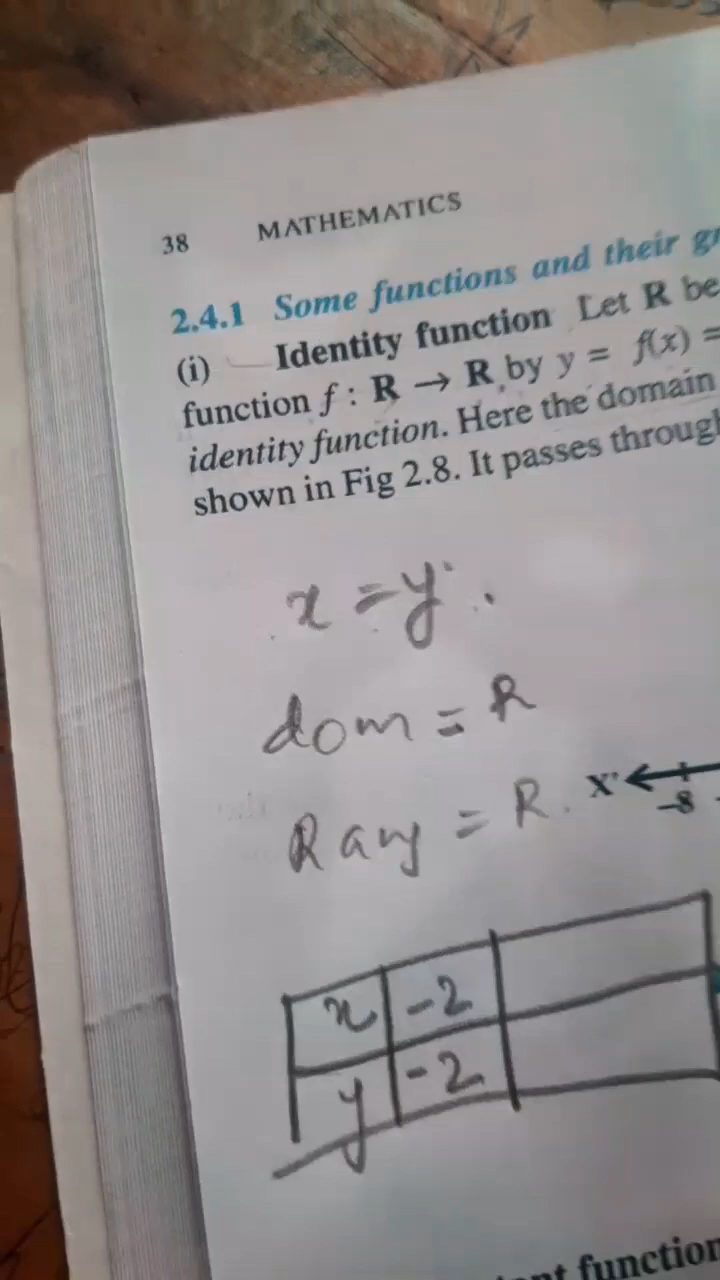 38 MATHEMATICS
2.4.1 Some functions and their
(i) Identity function Let R be
function f : R → R by y = f(x) =
identity function. Here the domain
shown in Fig 2.8. It passes through
x = y .
dom = R
Rang = R.
X' -8
x -2
y -2
function